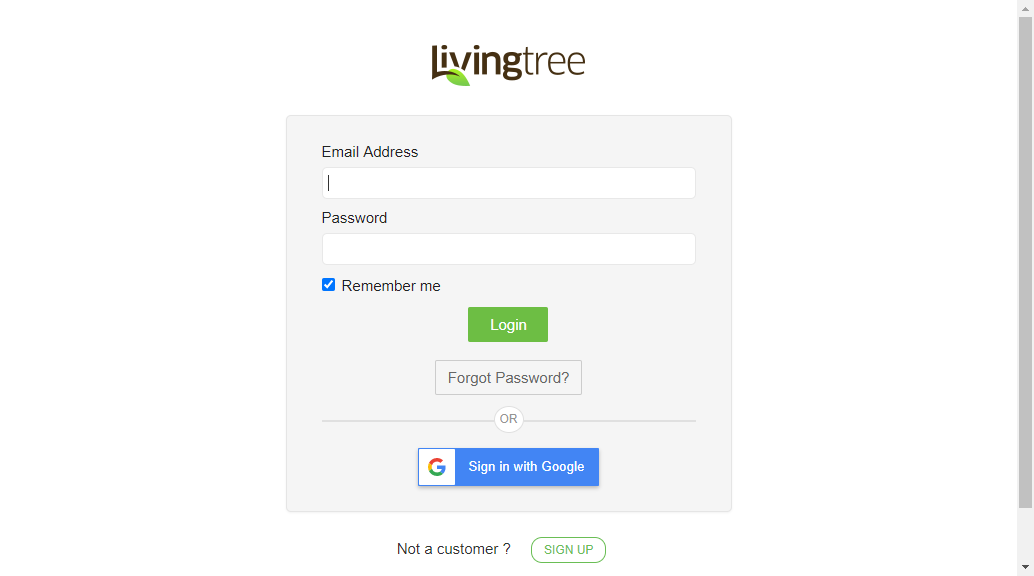 livingtree
Email Address
Password
Remember me
Login
Forgot Password?
OR
Sign in with Google
Not a customer ? SIGN UP